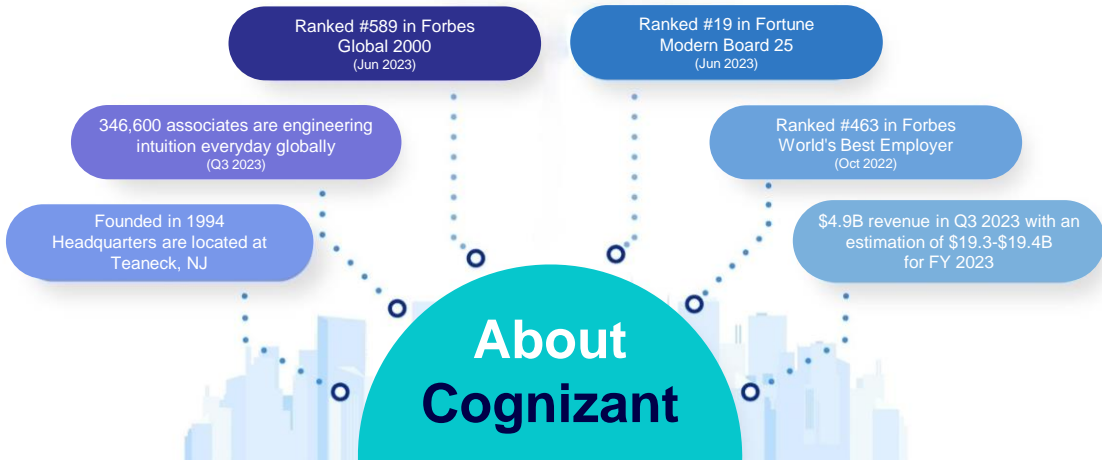 Ranked #589 in Forbes
Global 2000
(Jun 2023)
Ranked #19 in Fortune
Modern Board 25
(Jun 2023)
346,600 associates are engineering
intuition everyday globally
(Q3 2023)
Ranked #463 in Forbes
World's Best Employer
(Oct 2022)
Founded in 1994
Headquarters are located at
Teaneck, NJ
$4.9B revenue in Q3 2023 with an
estimation of $19.3-$19.4B
for FY 2023
About
Cognizant